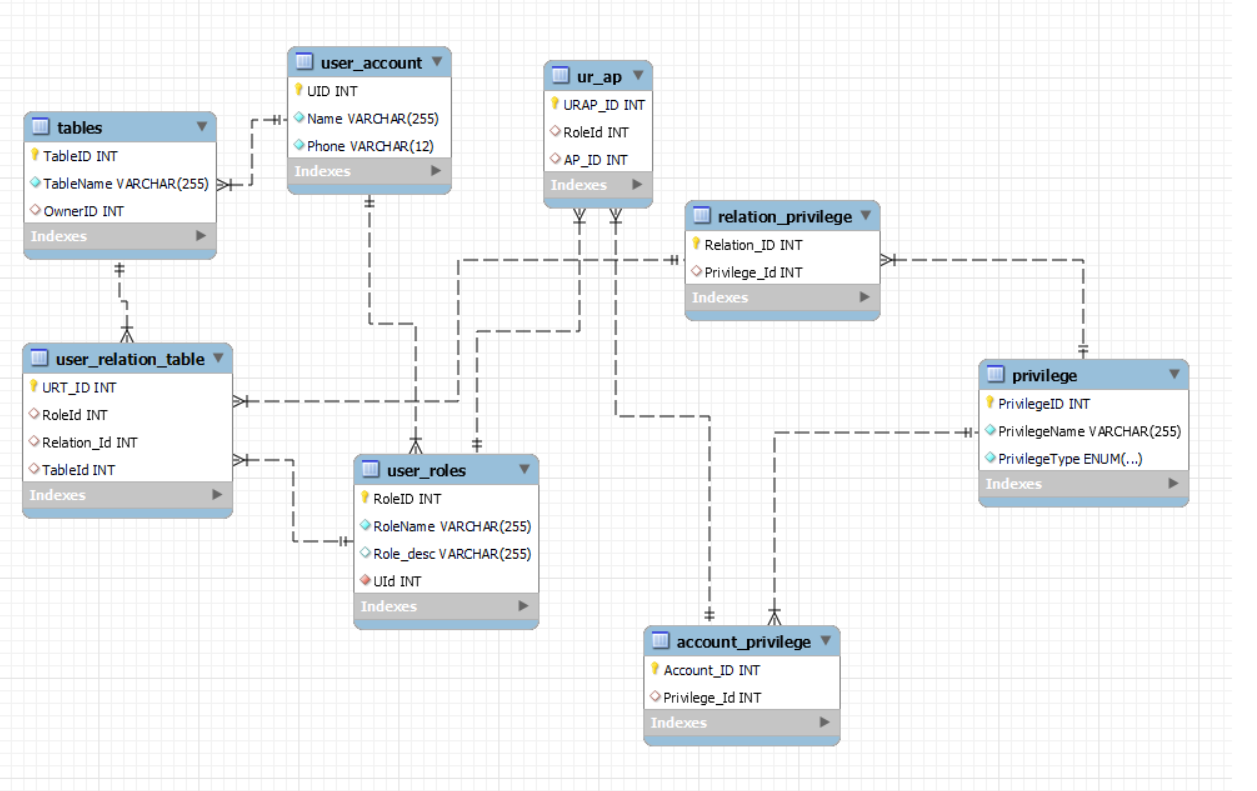 user_account
UID INT
Name VARCHAR(255)
Phone VARCHAR(12)
Indexes
ur_ap
URAP_ID INT
RoleId INT
AP_ID INT
Indexes
tables
TableID INT
TableName VARCHAR(255)
OwnerID INT
Indexes
relation_privilege
Relation_ID INT
Privilege_Id INT
Indexes
user_relation_table
URT_ID INT
RoleId INT
Relation_Id INT
TableId INT
Indexes
privilege
PrivilegeID INT
PrivilegeName VARCHAR(255)
PrivilegeType ENUM(...)
Indexes
user_roles
RoleID INT
RoleName VARCHAR(255)
Role_desc VARCHAR(255)
UId INT
Indexes
account_privilege
Account_ID INT
Privilege_Id INT
Indexes